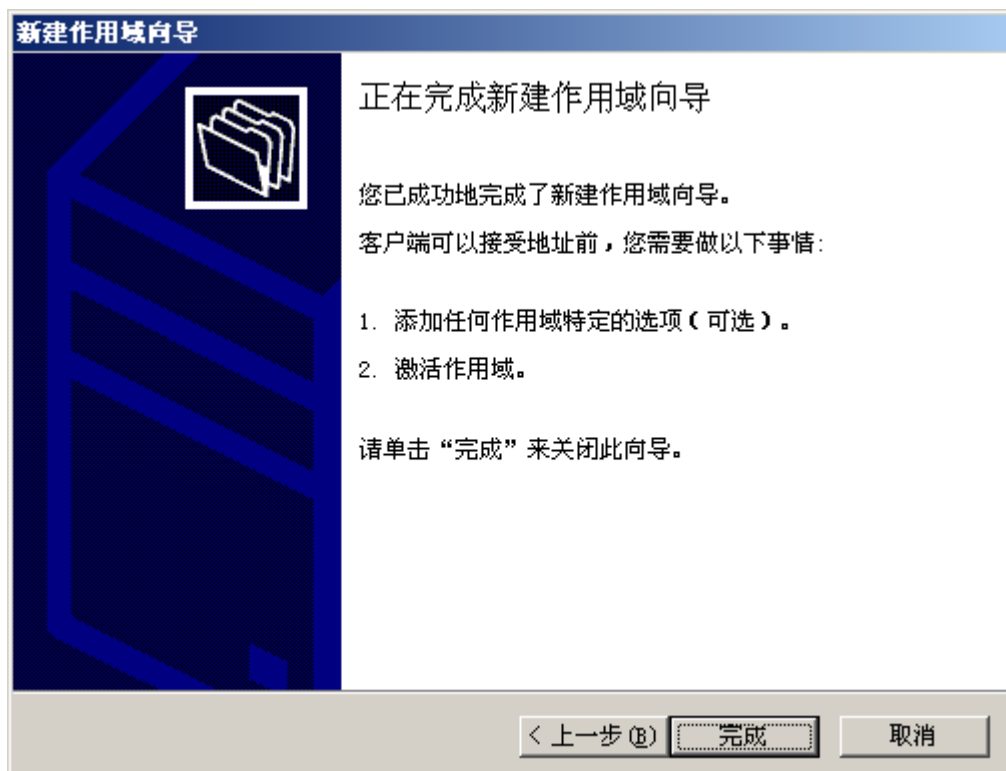 新建作用域向导
正在完成新建作用域向导
您已成功地完成了新建作用域向导。
客户端可以接受地址前，您需要做以下事情:
1. 添加任何作用域特定的选项(可选)。
2. 激活作用域。
请单击“完成”来关闭此向导。
< 上一步(B) 完成 取消